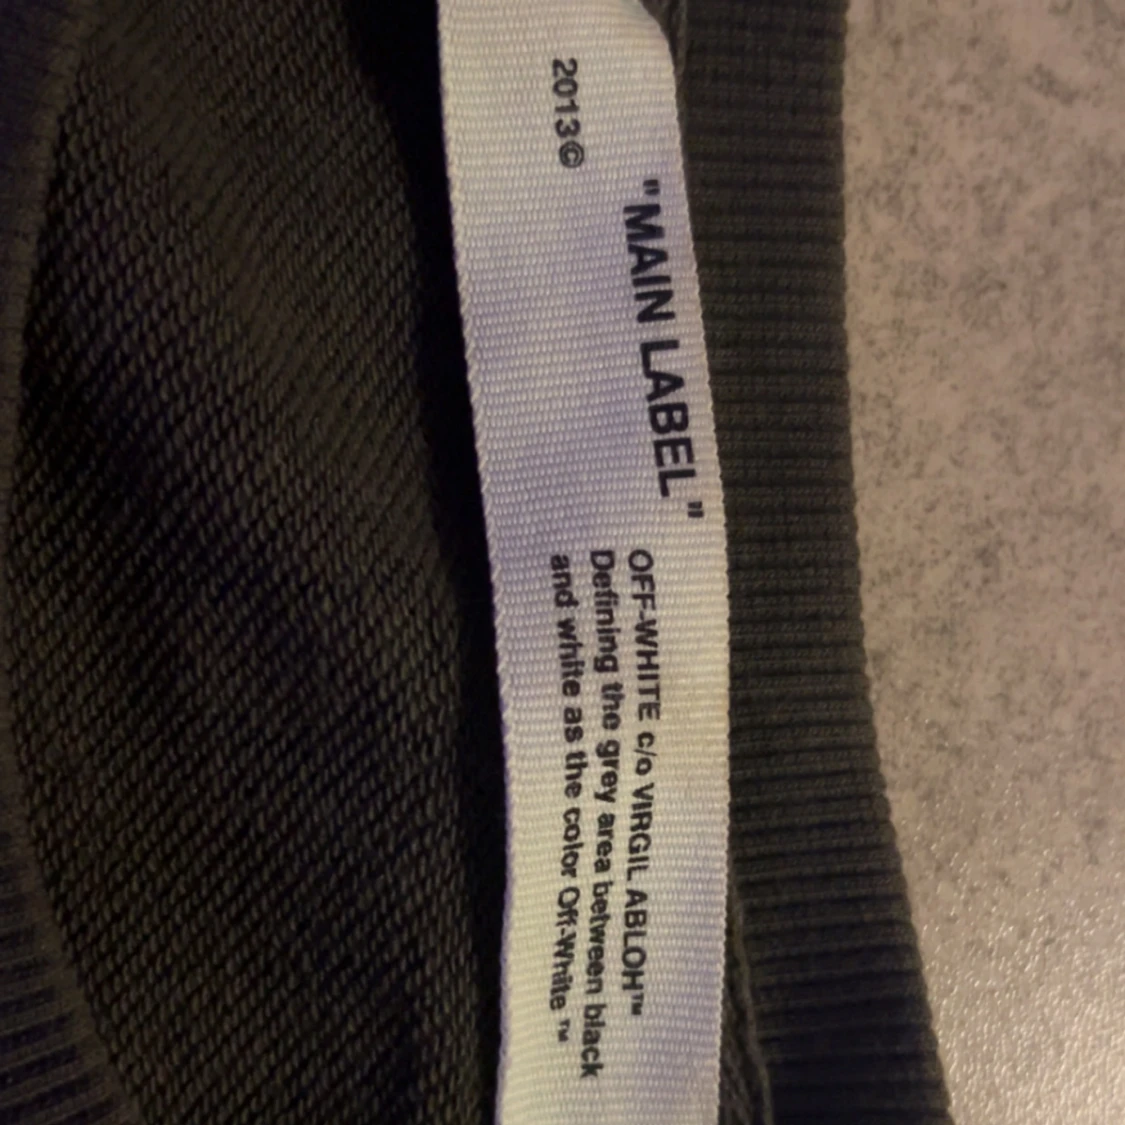 "MAIN LABEL"
2013©
OFF-WHITE c/o VIRGIL ABLOH™
Defining the grey area between black
and white as the color Off-White™